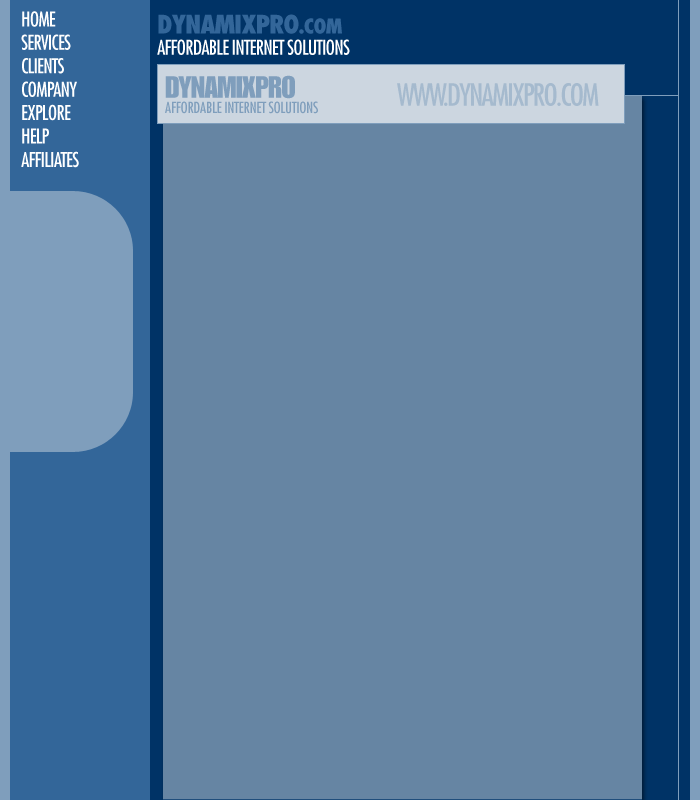 HOME
SERVICES
CLIENTS
COMPANY
EXPLORE
HELP
AFFILIATES
DYNAMIXPRO.COM
AFFORDABLE INTERNET SOLUTIONS
DYNAMIXPRO
AFFORDABLE INTERNET SOLUTIONS
WWW.DYNAMIXPRO.COM